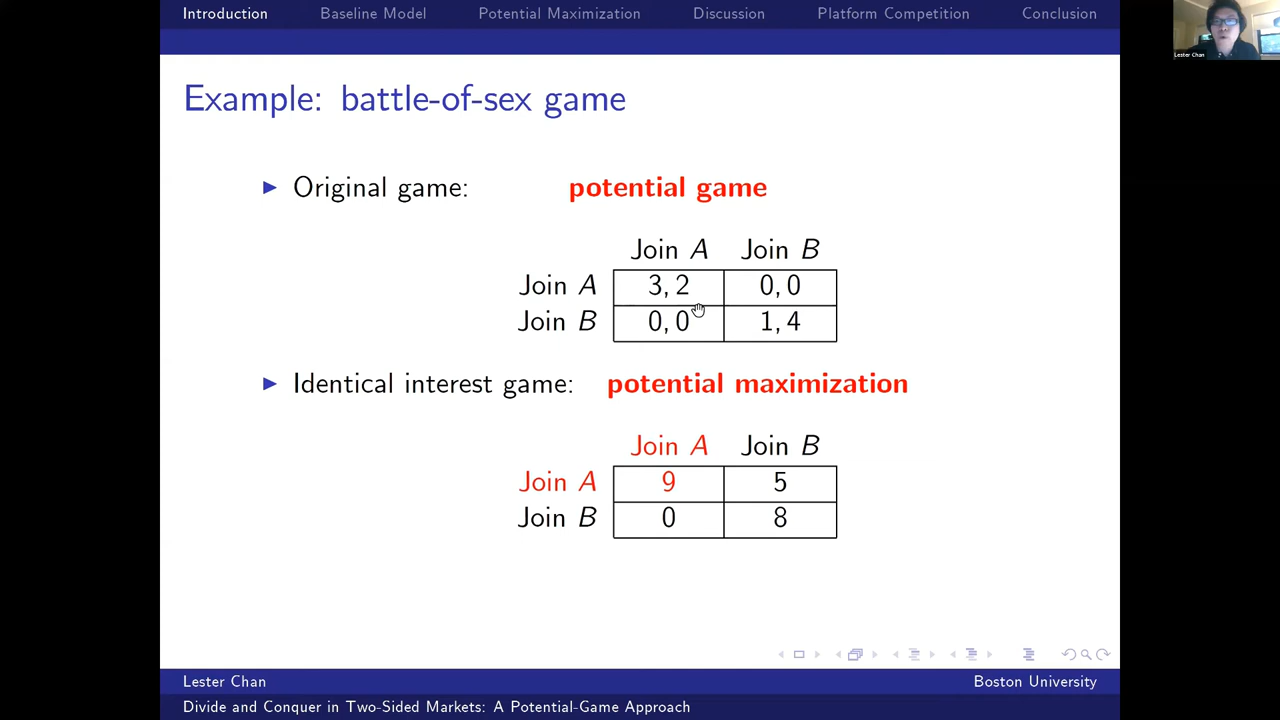 Introduction Baseline Model Potential Maximization Discussion Platform Competition Conclusion
Lester Chan
Example: battle-of-sex game
Original game: potential game
Join A Join B
Join A 3, 2 0, 0
Join B 0, 0 1, 4
Identical interest game: potential maximization
Join A Join B
Join A 9 5
Join B 0 8
Lester Chan Boston University
Divide and Conquer in Two-Sided Markets: A Potential-Game Approach